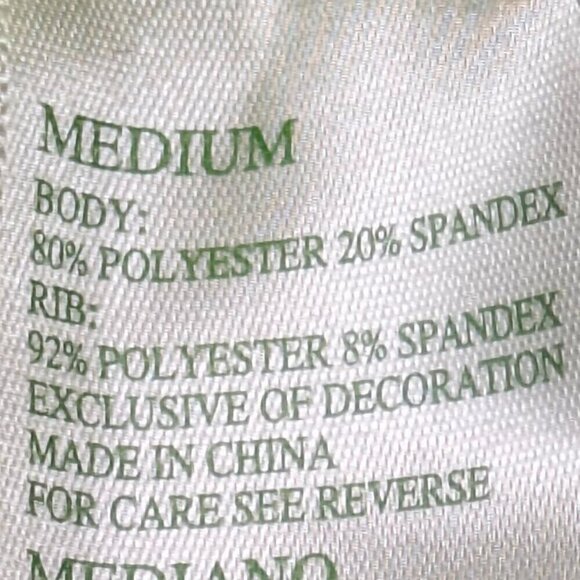 MEDIUM
BODY:
80% POLYESTER 20% SPANDEX
RIB:
92% POLYESTER 8% SPANDEX
EXCLUSIVE OF DECORATION
MADE IN CHINA
FOR CARE SEE REVERSE
MEDIANO